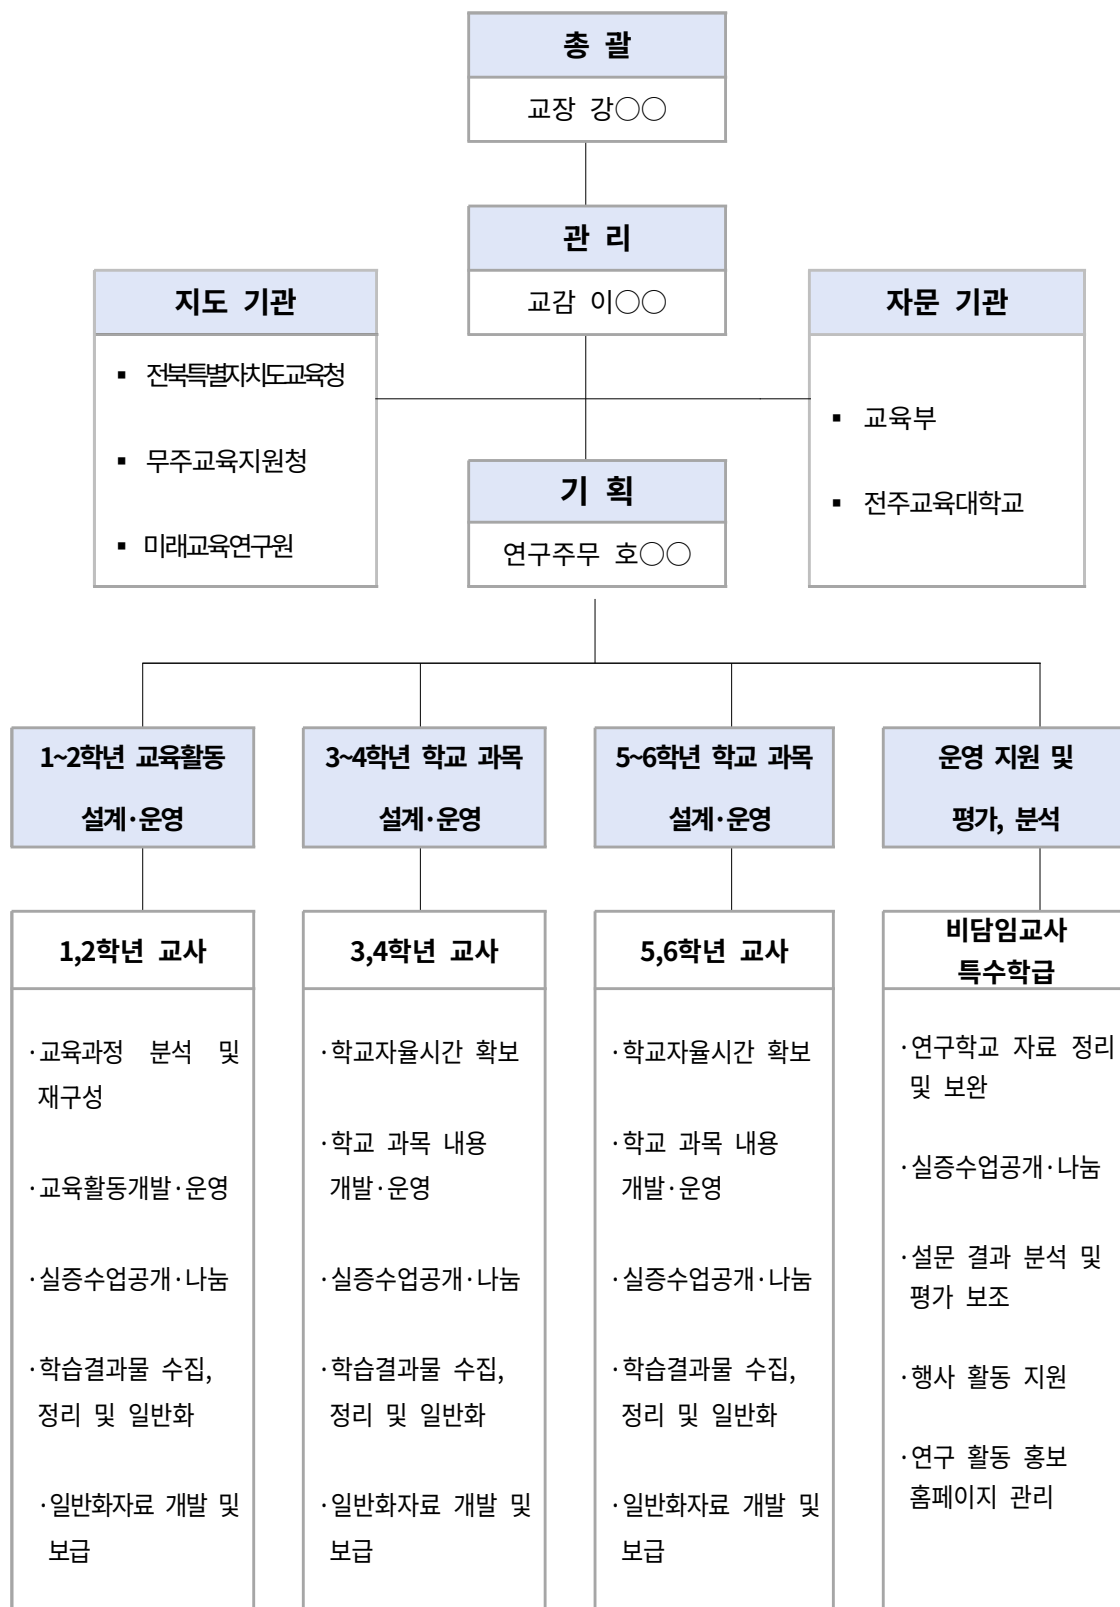 총 괄
교장 강○○
관 리
교감 이○○
지도 기관
▪ 전북특별자치도교육청
▪ 무주교육지원청
▪ 미래교육연구원
자문 기관
▪ 교육부
▪ 전주교육대학교
기 획
연구주무 호○○
1~2학년 교육활동
설계·운영
3~4학년 학교 과목
설계·운영
5~6학년 학교 과목
설계·운영
운영 지원 및
평가, 분석
1,2학년 교사
·교육과정 분석 및
재구성
·교육활동개발·운영
·실증수업공개·나눔
·학습결과물 수집,
정리 및 일반화
·일반화자료 개발 및
보급
3,4학년 교사
·학교자율시간 확보
·학교 과목 내용
개발·운영
·실증수업공개·나눔
·학습결과물 수집,
정리 및 일반화
·일반화자료 개발 및
보급
5,6학년 교사
·학교자율시간 확보
·학교 과목 내용
개발·운영
·실증수업공개·나눔
·학습결과물 수집,
정리 및 일반화
·일반화자료 개발 및
보급
비담임교사
특수학급
·연구학교 자료 정리
및 보완
·실증수업공개·나눔
·설문 결과 분석 및
평가 보조
·행사 활동 지원
·연구 활동 홍보
홈페이지 관리